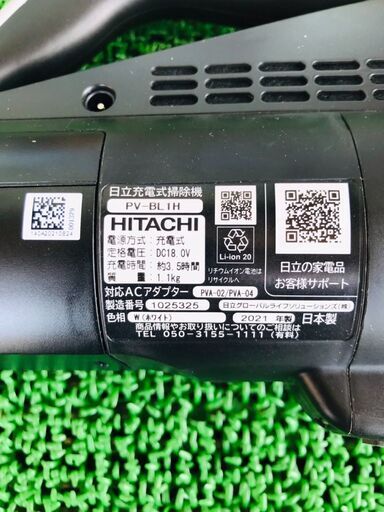 日立充電式掃除機
PV-BL1H
HITACHI
電源方式:充電式
定格電圧:DC18.0V
充電時間:約3.5時間
質量:1.1kg
Li-ion 20
リチウムイオン電池は
リサイクルへ
日立の家電品
お客様サポート
対応ACアダプター PVA-02/PVA-04
製造番号 1025325 日立グローバルライフソリューションズ(株)
色相 W(ホワイト) 2021年製 日本製
商品情報やお取り扱いについてのご相談は
TEL 050-3155-1111 (有料)